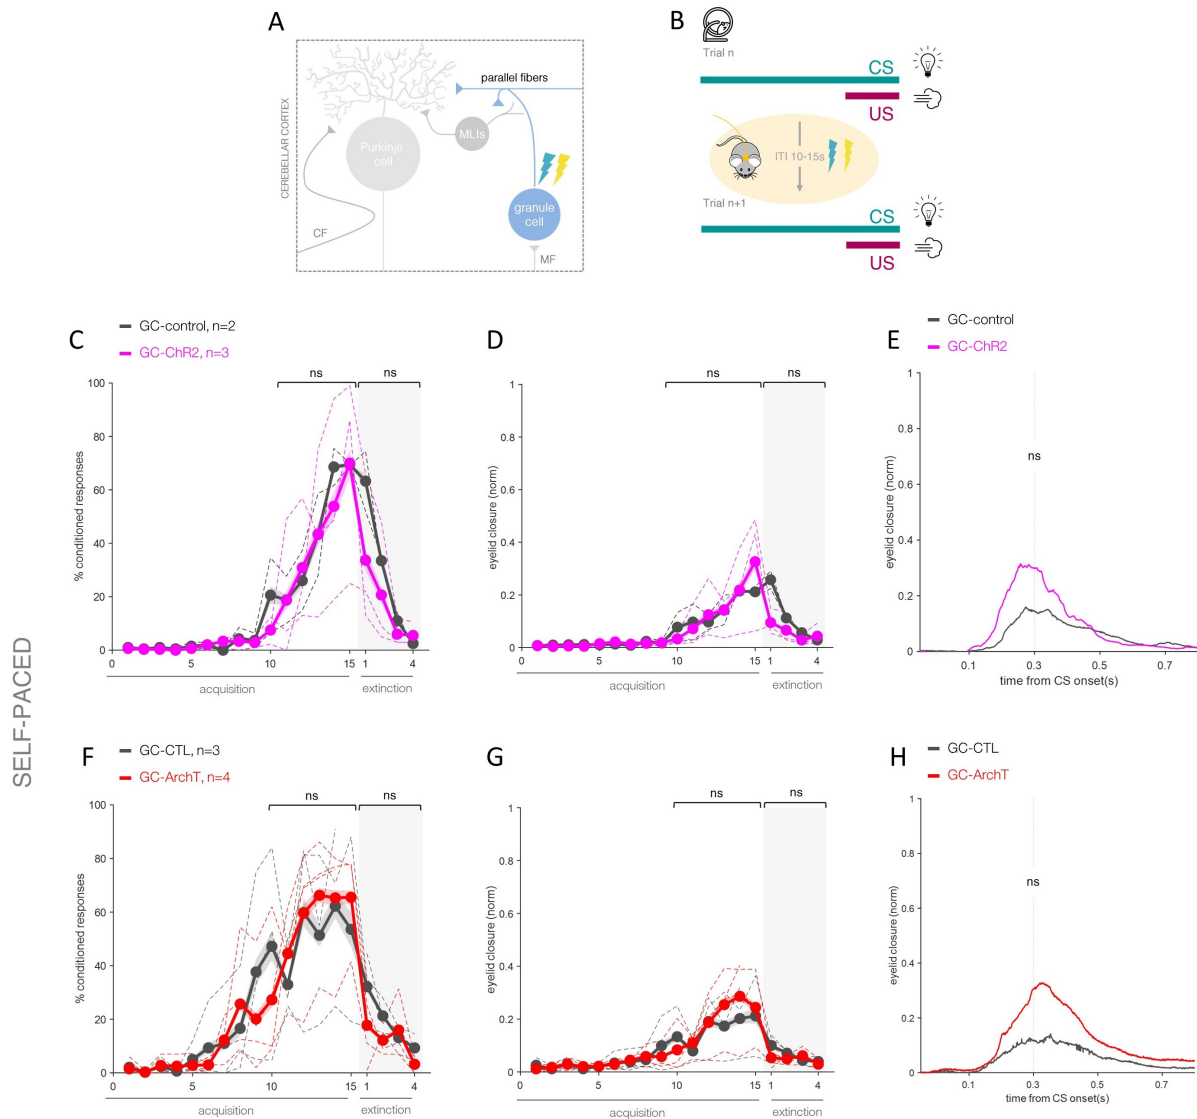 A
CEREBELLAR CORTEX
parallel fibers
MLIs
Purkinje
cell
granule
cell
CF
MF
B
Trial n
CS
US
ITI 10-15s
Trial n+1
CS
US
SELF-PACED
C
GC-control, n=2
GC-ChR2, n=3
ns
ns
% conditioned responses
100
80
60
40
20
0
0
5
10
15
1
4
acquisition
extinction
D
ns
ns
eyelid closure (norm)
1
0.8
0.6
0.4
0.2
0
5
10
15
1
4
acquisition
extinction
E
GC-control
GC-ChR2
ns
eyelid closure (norm)
1
0.8
0.6
0.4
0.2
0
0.1
0.3
0.5
0.7
time from CS onset(s)
F
GC-CTL, n=3
GC-ArchT, n=4
ns
ns
% conditioned responses
100
80
60
40
20
0
0
5
10
15
1
4
acquisition
extinction
G
ns
ns
eyelid closure (norm)
1
0.8
0.6
0.4
0.2
0
0
5
10
15
1
4
acquisition
extinction
H
GC-CTL
GC-ArchT
ns
eyelid closure (norm)
1
0.8
0.6
0.4
0.2
0
0.1
0.3
0.5
0.7
time from CS onset(s)